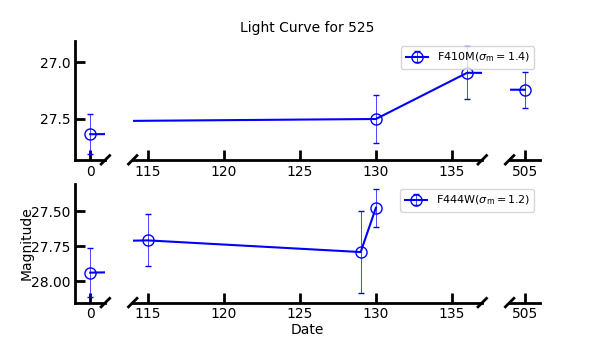 Light Curve for 525
27.0
27.5
F410M(σm = 1.4)
0 115 120 125 130 135 505
Magnitude
27.50
27.75
28.00
F444W(σm = 1.2)
0 115 120 125 130 135 505
Date